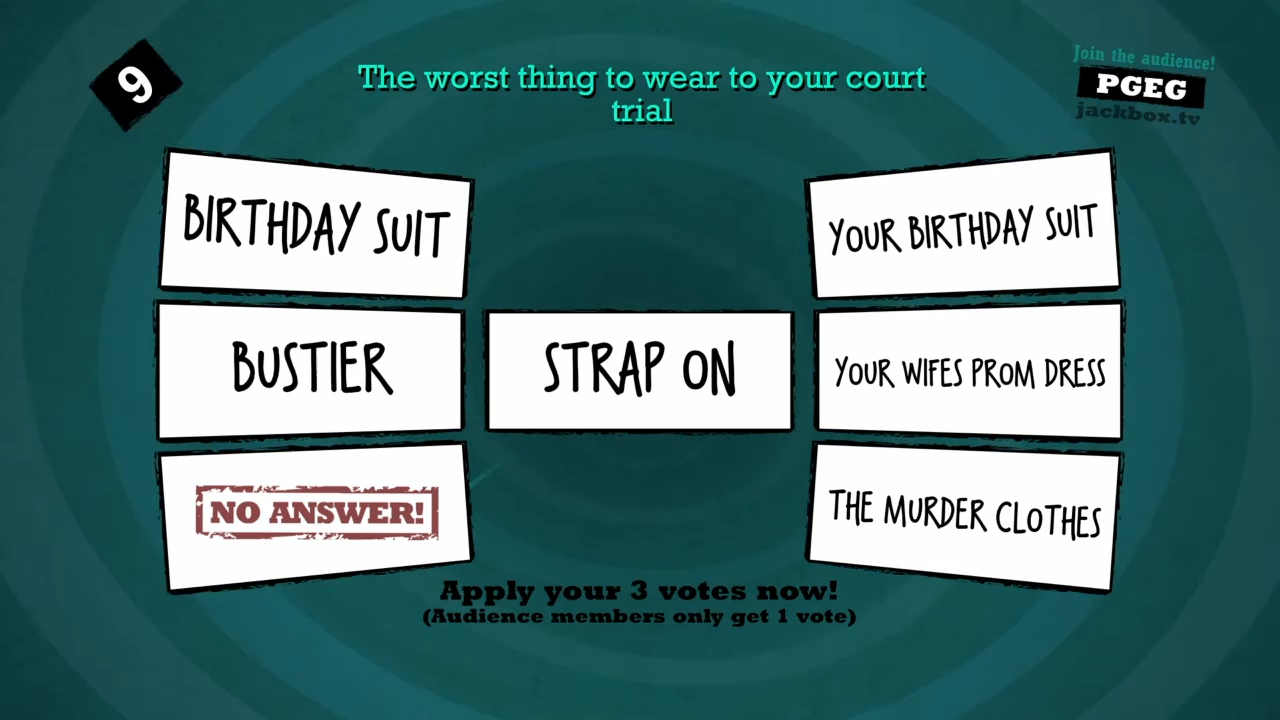 9
The worst thing to wear to your court
trial
Join the audience!
PGEG
jackbox.tv
BIRTHDAY SUIT
YOUR BIRTHDAY SUIT
BUSTIER
STRAP ON
YOUR WIFES PROM DRESS
NO ANSWER!
THE MURDER CLOTHES
Apply your 3 votes now!
(Audience members only get 1 vote)